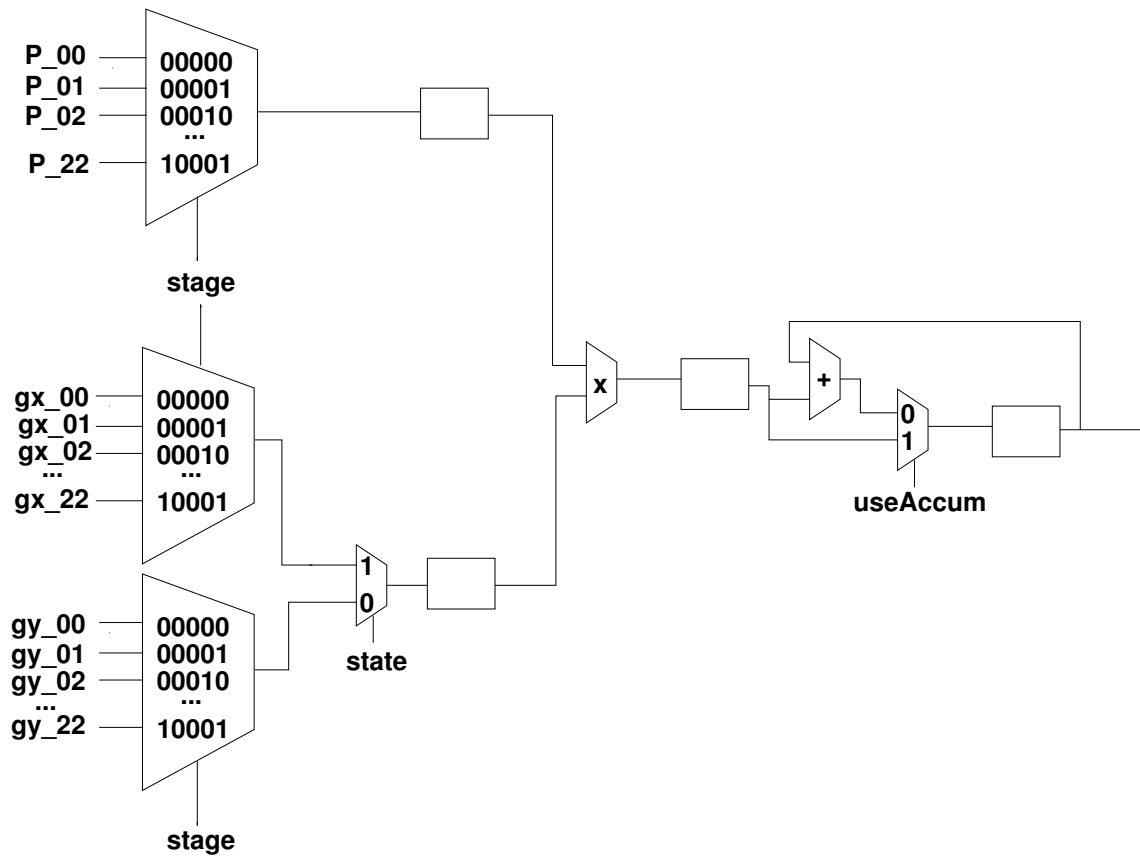 P_00
P_01
P_02
P_22
00000
00001
00010
...
10001
stage
gx_00
gx_01
gx_02
...
gx_22
00000
00001
00010
...
10001
gy_00
gy_01
gy_02
...
gy_22
00000
00001
00010
...
10001
stage
1
0
state
x
+
0
1
useAccum